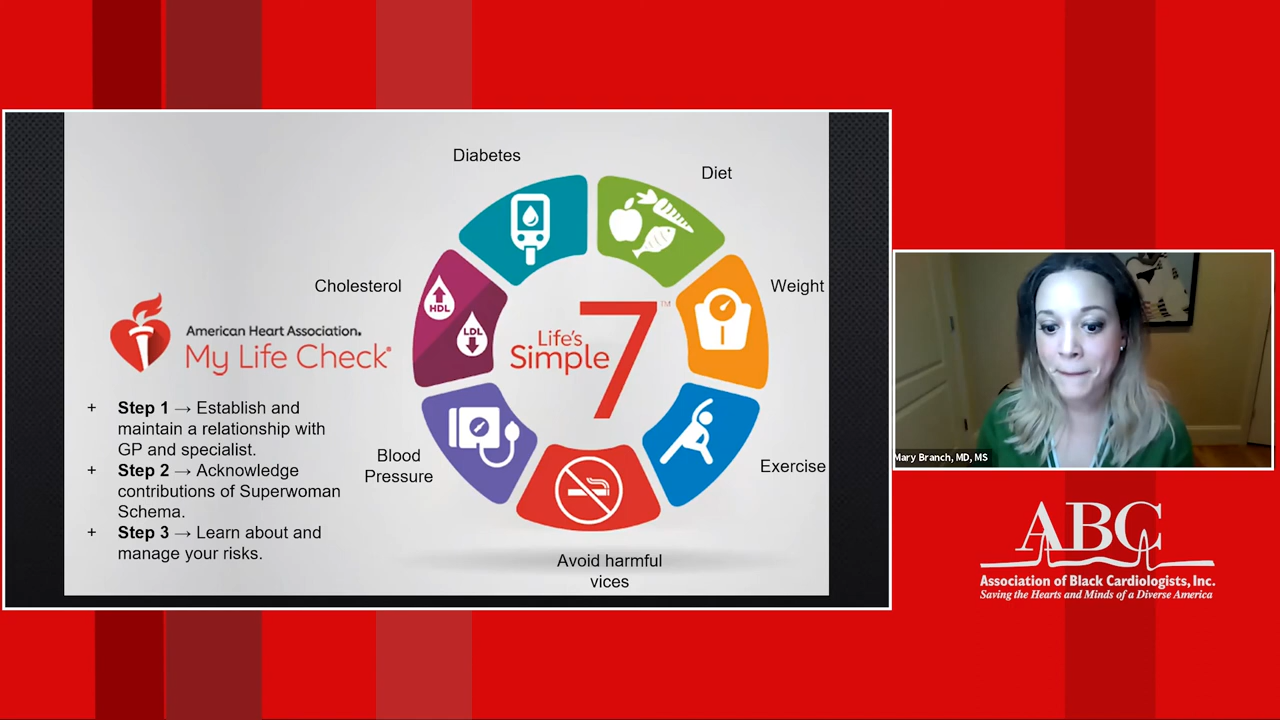 Diabetes
Diet
Cholesterol
Weight
HDL
LDL
American Heart Association.
My Life Check®
Life's
Simple 7™
+ Step 1 → Establish and
maintain a relationship with
GP and specialist.
+ Step 2 → Acknowledge
contributions of Superwoman
Schema.
+ Step 3 → Learn about and
manage your risks.
Blood
Pressure
Exercise
Avoid harmful
vices
Mary Branch, MD, MS
ABC
Association of Black Cardiologists, Inc.
Saving the Hearts and Minds of a Diverse America